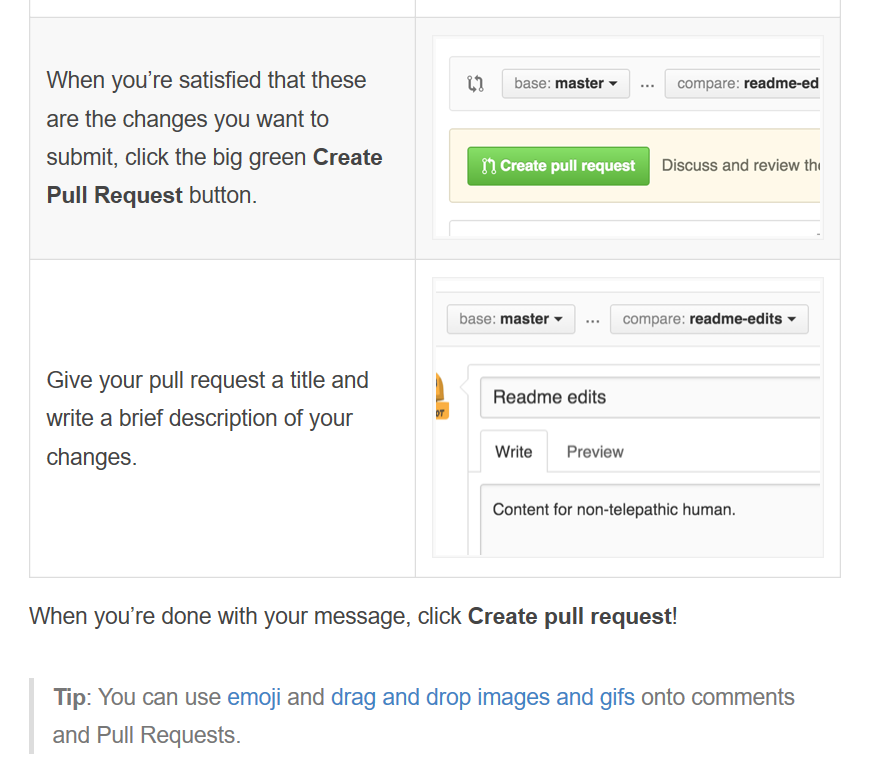 When you’re satisfied that these
are the changes you want to
submit, click the big green Create
Pull Request button.
base: master ... compare: readme-ed
Create pull request Discuss and review the
Give your pull request a title and
write a brief description of your
changes.
base: master ... compare: readme-edits
Readme edits
Write Preview
Content for non-telepathic human.
When you’re done with your message, click Create pull request!
Tip: You can use emoji and drag and drop images and gifs onto comments
and Pull Requests.